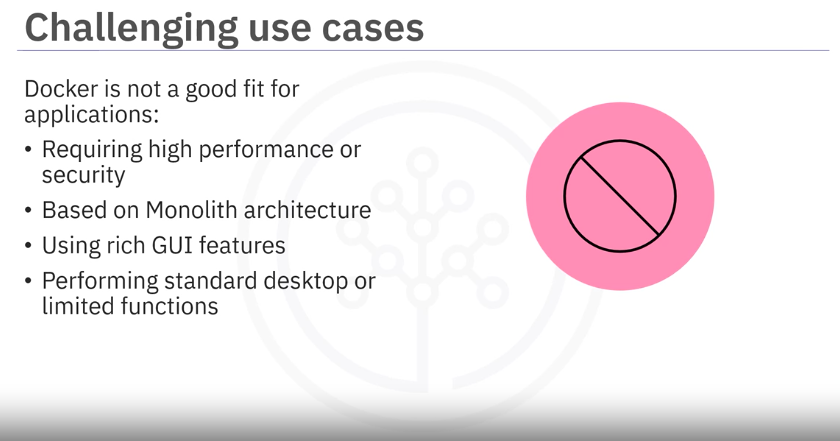 Challenging use cases
Docker is not a good fit for
applications:
• Requiring high performance or
security
• Based on Monolith architecture
• Using rich GUI features
• Performing standard desktop or
limited functions